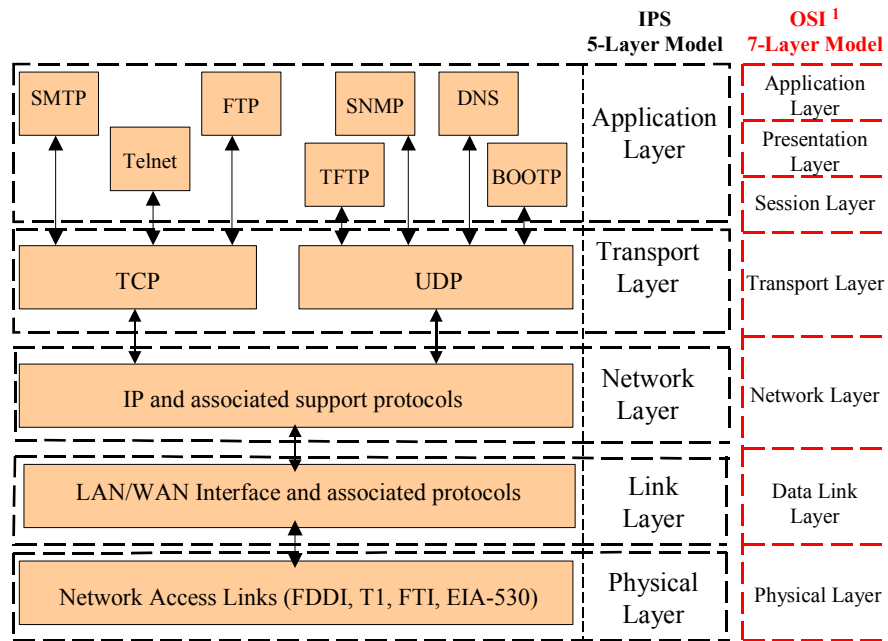 IPS
5-Layer Model
OSI 1
7-Layer Model
SMTP
FTP
SNMP
DNS
Telnet
TFTP
BOOTP
Application
Layer
Application
Layer
Presentation
Layer
Session Layer
TCP
UDP
Transport
Layer
Transport Layer
IP and associated support protocols
Network
Layer
Network Layer
LAN/WAN Interface and associated protocols
Link
Layer
Data Link
Layer
Network Access Links (FDDI, T1, FTI, EIA-530)
Physical
Layer
Physical Layer